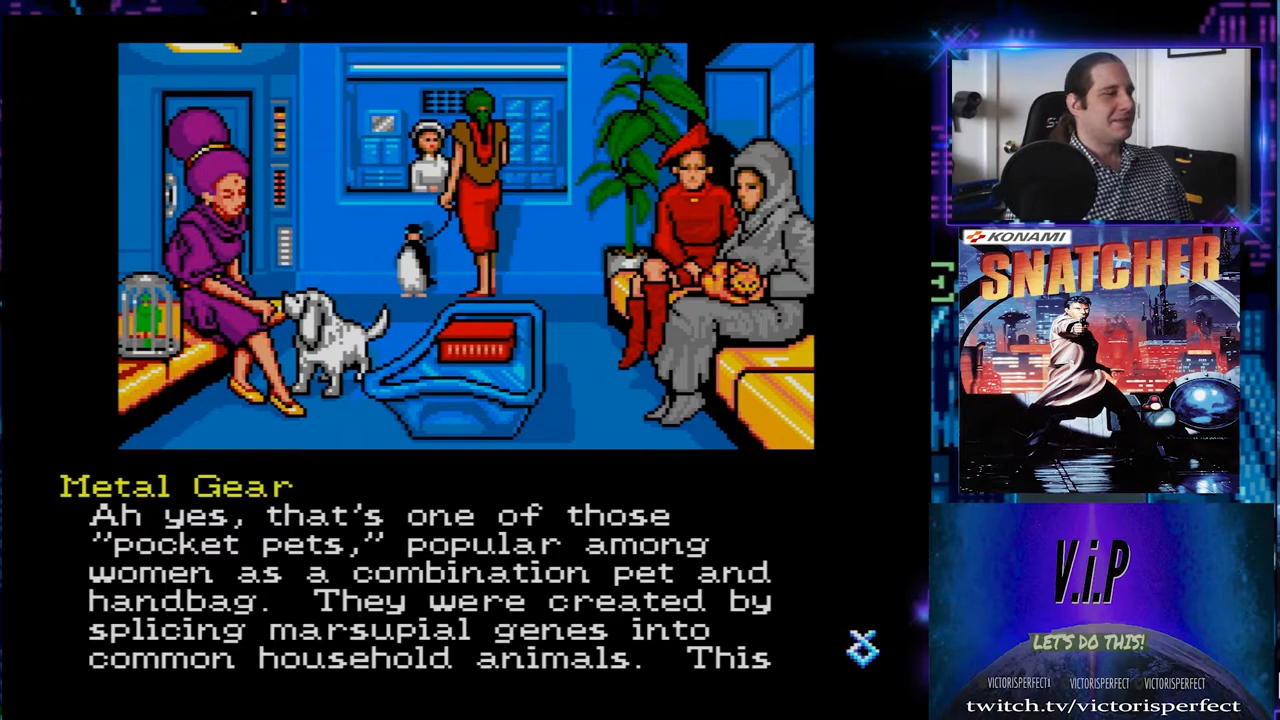 Metal Gear
Ah yes, that's one of those
"pocket pets," popular among
women as a combination pet and
handbag. They were created by
splicing marsupial genes into
common household animals. This
KONAMI
SNATCHER
V.i.P
LET'S DO THIS!
VICTORISPERFECT1 VICTORISPERFECT VICTORISPERFECT
twitch.tv/victorisperfect